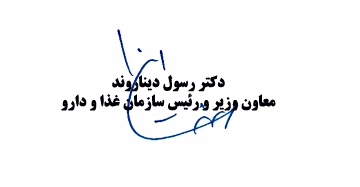 دکتر رسول دیناروند
معاون وزیر و رئیس سازمان غذا و دارو